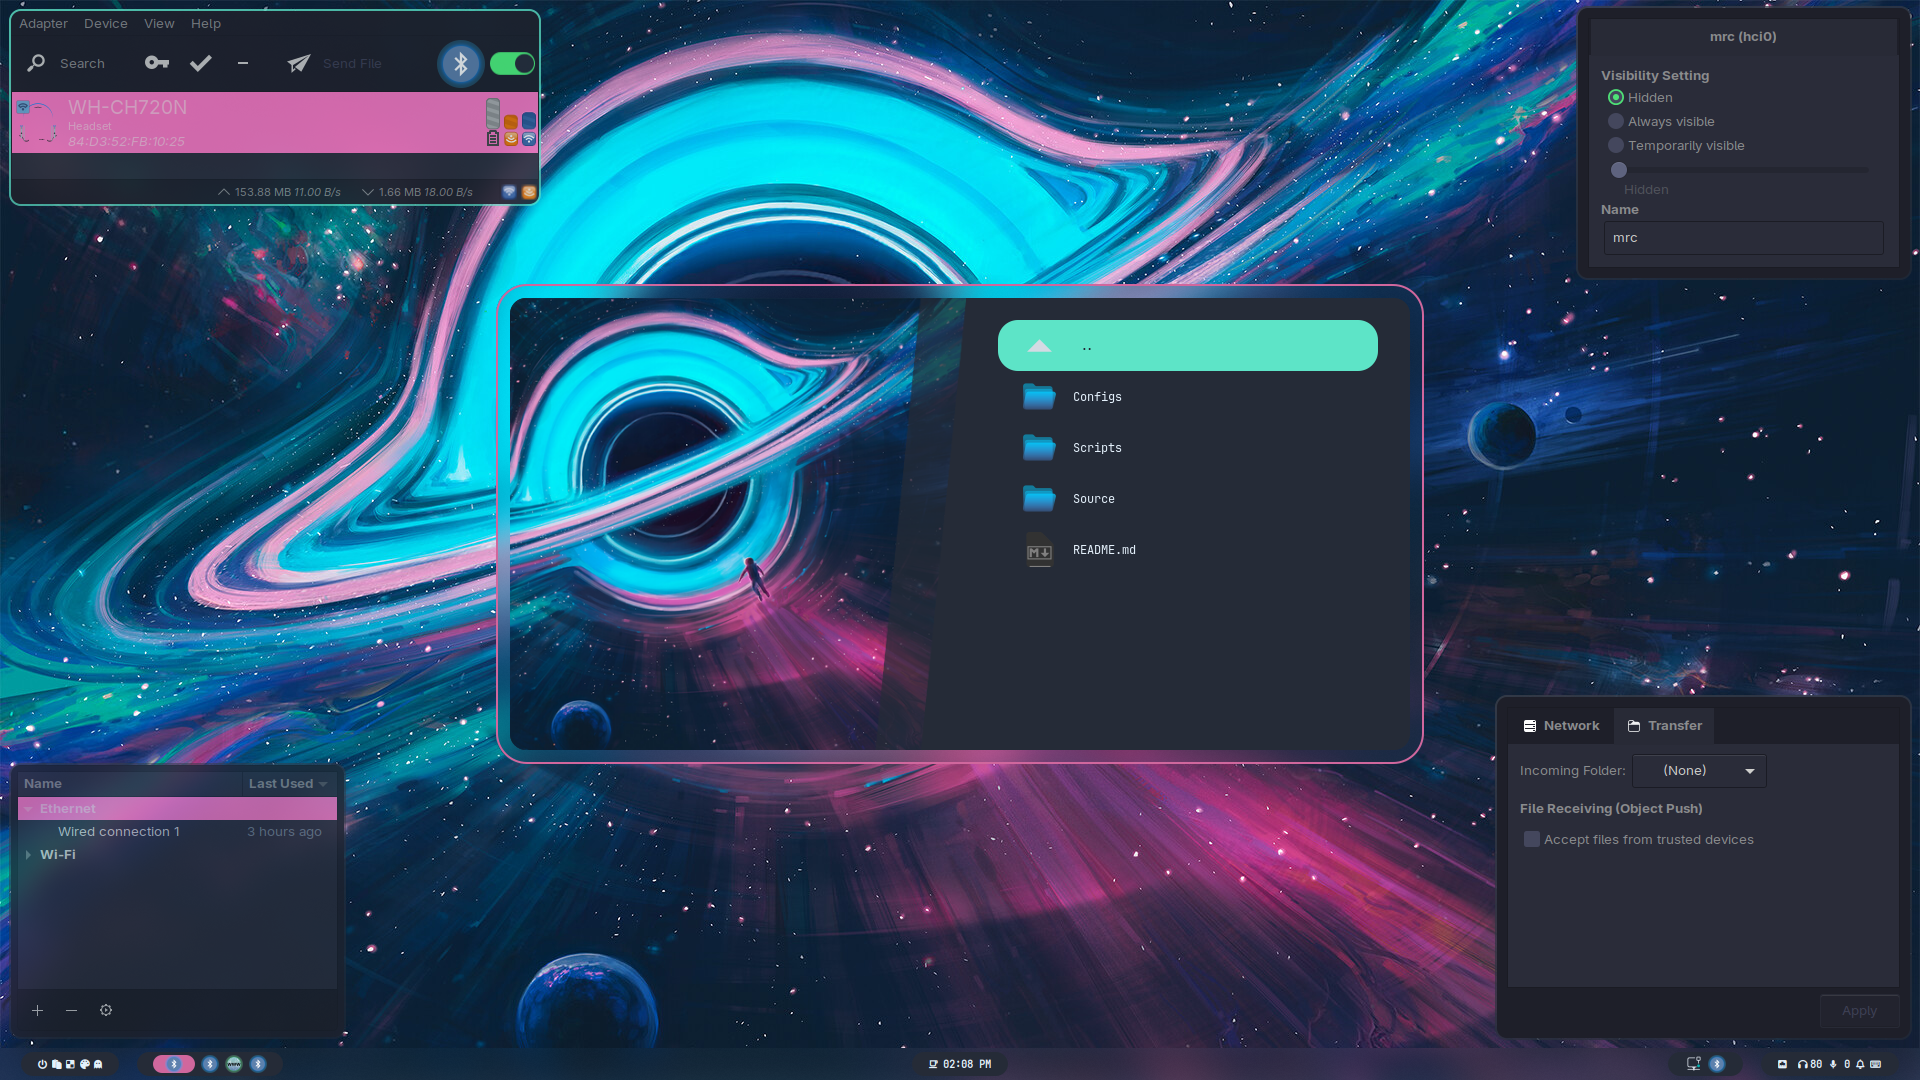 Adapter Device View Help
Search
Send File
WH-CH720N
Headset
84:D3:52:FB:10:25
153.88 MB 11.00 B/s 1.66 MB 18.00 B/s
mrc (hci0)
Visibility Setting
Hidden
Always visible
Temporarily visible
Hidden
Name
mrc
..
Configs
Scripts
Source
README.md
Network Transfer
Incoming Folder: (None)
File Receiving (Object Push)
Accept files from trusted devices
Apply
Name Last Used
Ethernet
Wired connection 1 3 hours ago
Wi-Fi
02:08 PM
80 0